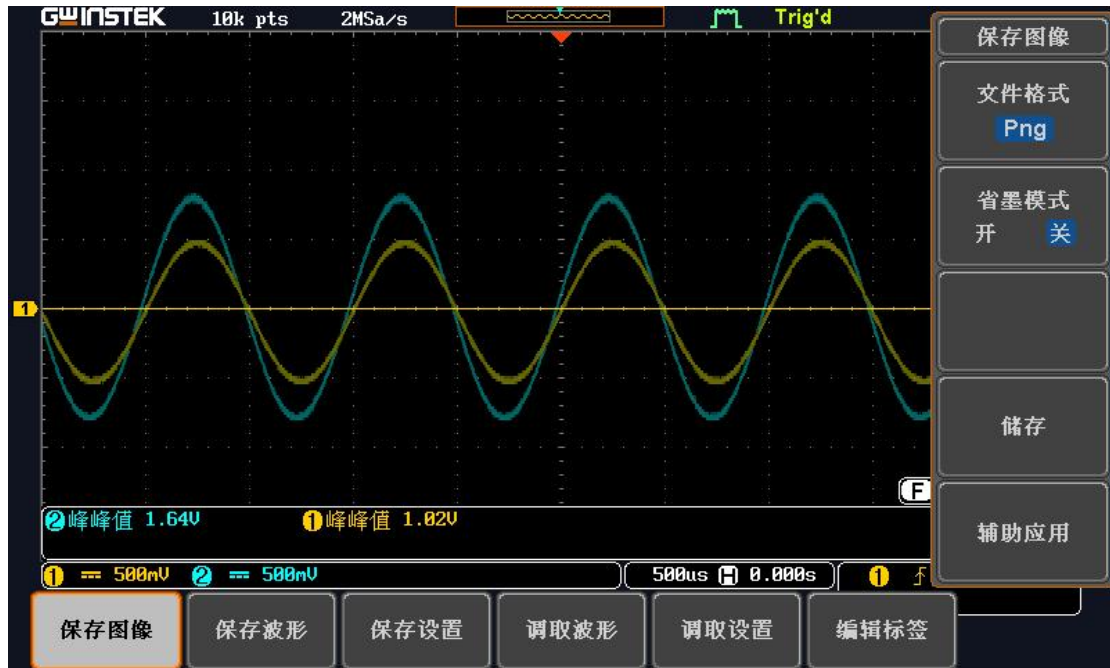 GWINSTEK 10k pts 2MSa/s Trig'd
保存图像
文件格式
Png
省墨模式
开 关
1
储存
F
2峰峰值 1.64V 1峰峰值 1.02V
辅助应用
1 500mV 2 500mV 500us H 0.000s 1
保存图像 保存波形 保存设置 调取波形 调取设置 编辑标签